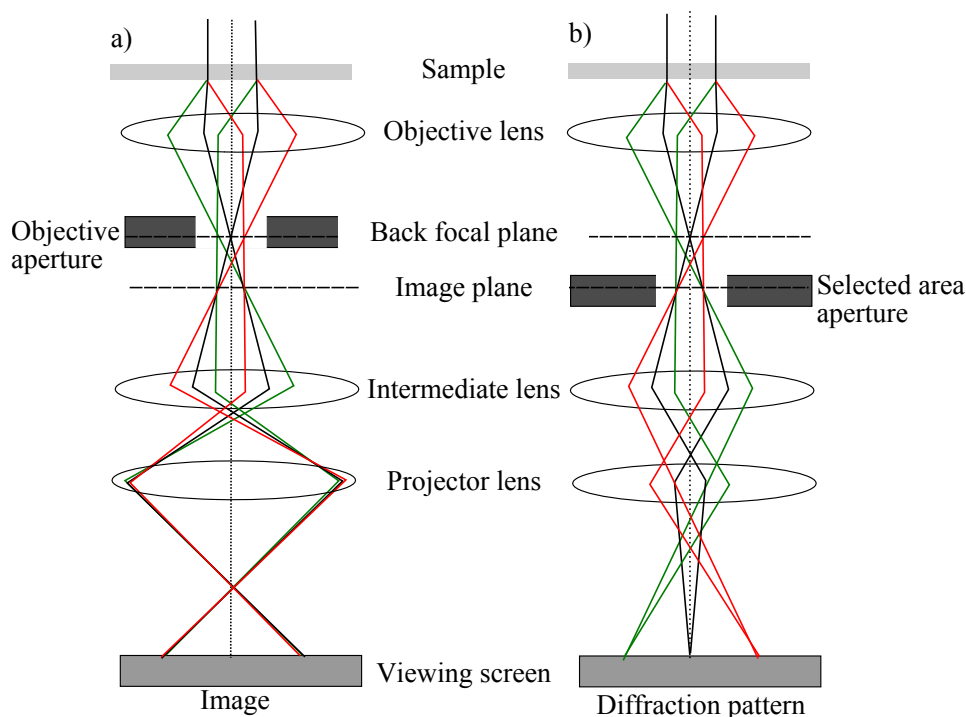 a)
b)
Sample
Objective lens
Objective
aperture
Back focal plane
Image plane
Selected area
aperture
Intermediate lens
Projector lens
Viewing screen
Image
Diffraction pattern